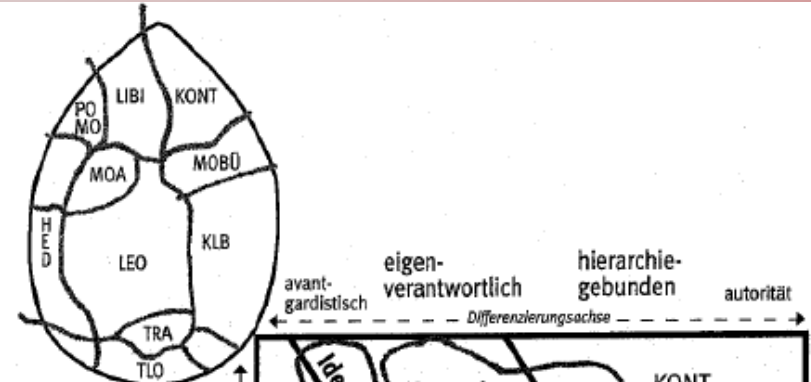 LIBI
KONT
PO
MO
MOA
MOBÜ
H
E
D
LEO
KLB
TRA
TLO
avant-
gardistisch
eigen-
verantwortlich
hierarchie-
gebunden
autorität
Differenzierungsachse
Ide
KONT